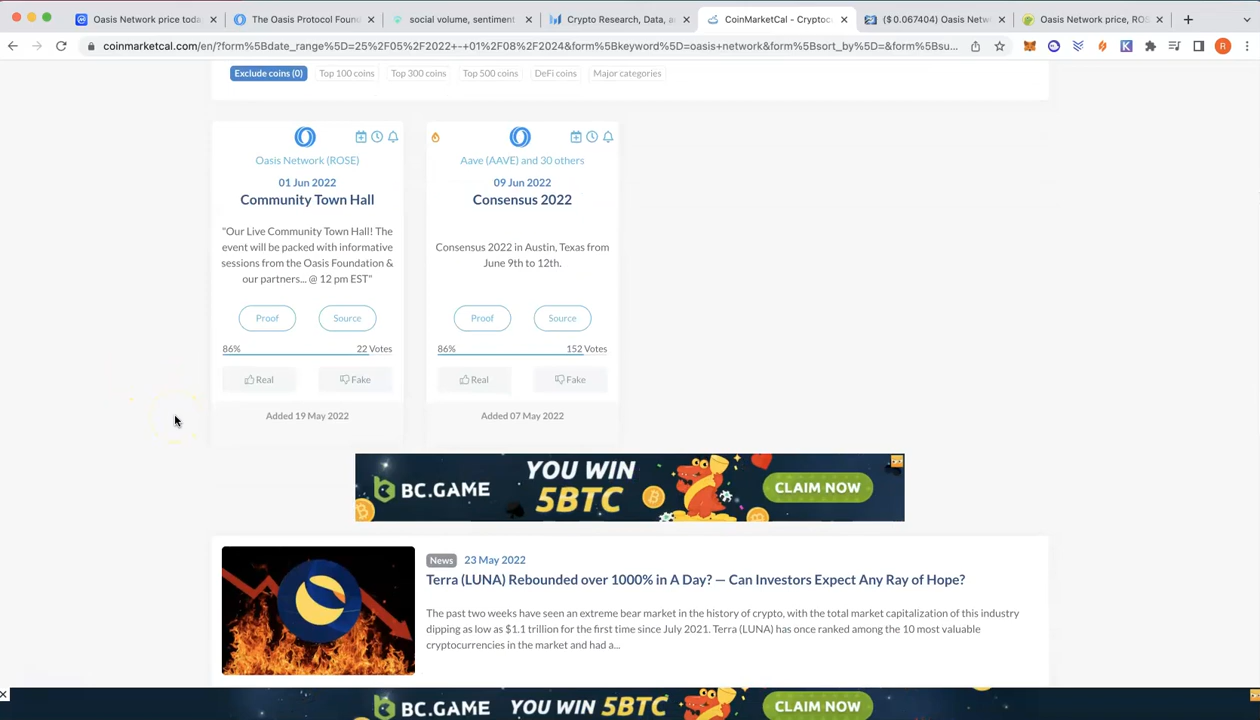 Oasis Network price today,
The Oasis Protocol Foun
social volume, sentiment
Crypto Research, Data, a
CoinMarketCal - Cryptoc
($ 0.067404) Oasis Netw
Oasis Network price, ROS
coinmarketcal.com/en/?form%5Bdate_range%5D=25%2F05%2F2022+-+01%2F08%2F2024&form%5Bkeyword%5D=oasis+network&form%5Bsort_by%5D=&form%5Bsu...
R
Exclude coins (0)
Top 100 coins
Top 300 coins
Top 500 coins
DeFi coins
Major categories
Oasis Network (ROSE)
01 Jun 2022
Community Town Hall
"Our Live Community Town Hall! The
event will be packed with informative
sessions from the Oasis Foundation &
our partners... @ 12 pm EST"
Proof
Source
86%
22 Votes
Real
Fake
Added 19 May 2022
Aave (AAVE) and 30 others
09 Jun 2022
Consensus 2022
Consensus 2022 in Austin, Texas from
June 9th to 12th.
Proof
Source
86%
152 Votes
Real
Fake
Added 07 May 2022
BC.GAME
YOU WIN
5BTC
CLAIM NOW
News
23 May 2022
Terra (LUNA) Rebounded over 1000% in A Day? — Can Investors Expect Any Ray of Hope?
The past two weeks have seen an extreme bear market in the history of crypto, with the total market capitalization of this industry
dipping as low as $1.1 trillion for the first time since July 2021. Terra (LUNA) has once ranked among the 10 most valuable
cryptocurrencies in the market and had a...
BC.GAME
YOU WIN 5BTC
CLAIM NOW